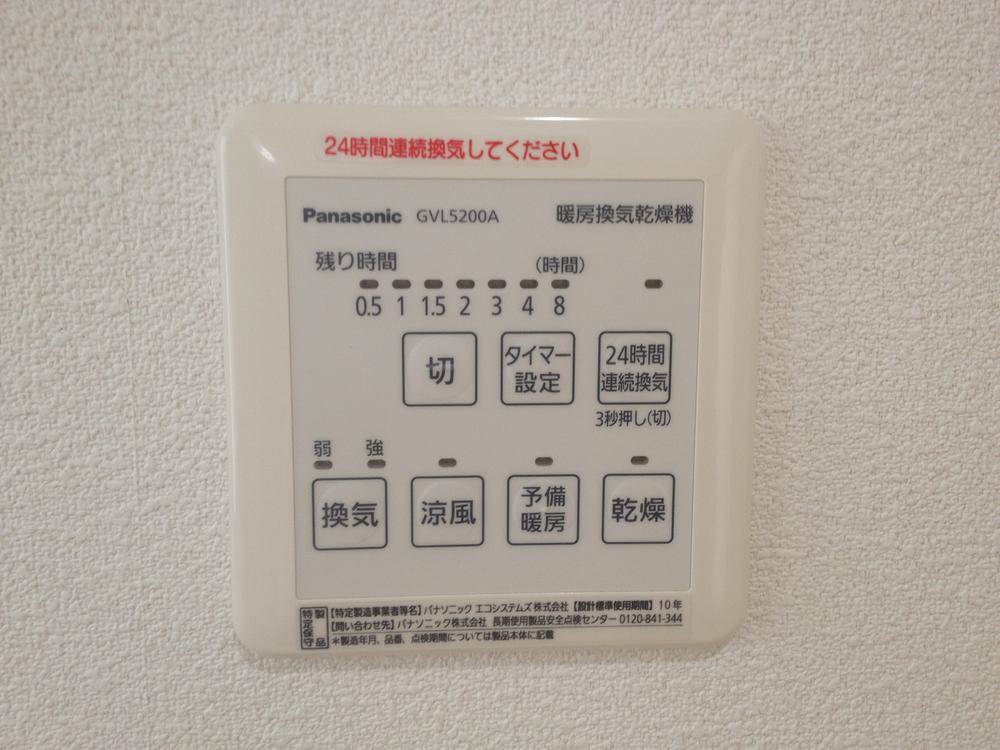 24時間連続換気してください
Panasonic GVL5200A 暖房換気乾燥機
残り時間 (時間)
0.5 1 1.5 2 3 4 8
切
タイマー
設定
24時間
連続換気
3秒押し(切)
弱 強
換気
涼風
予備
暖房
乾燥
特定保守製品
【特定製造事業者等名】パナソニック エコシステムズ株式会社【設計標準使用期間】10年
【問い合わせ先】パナソニック株式会社 長期使用製品安全点検センター 0120-841-344
*製造年月、品番、点検期間については製品本体に記載